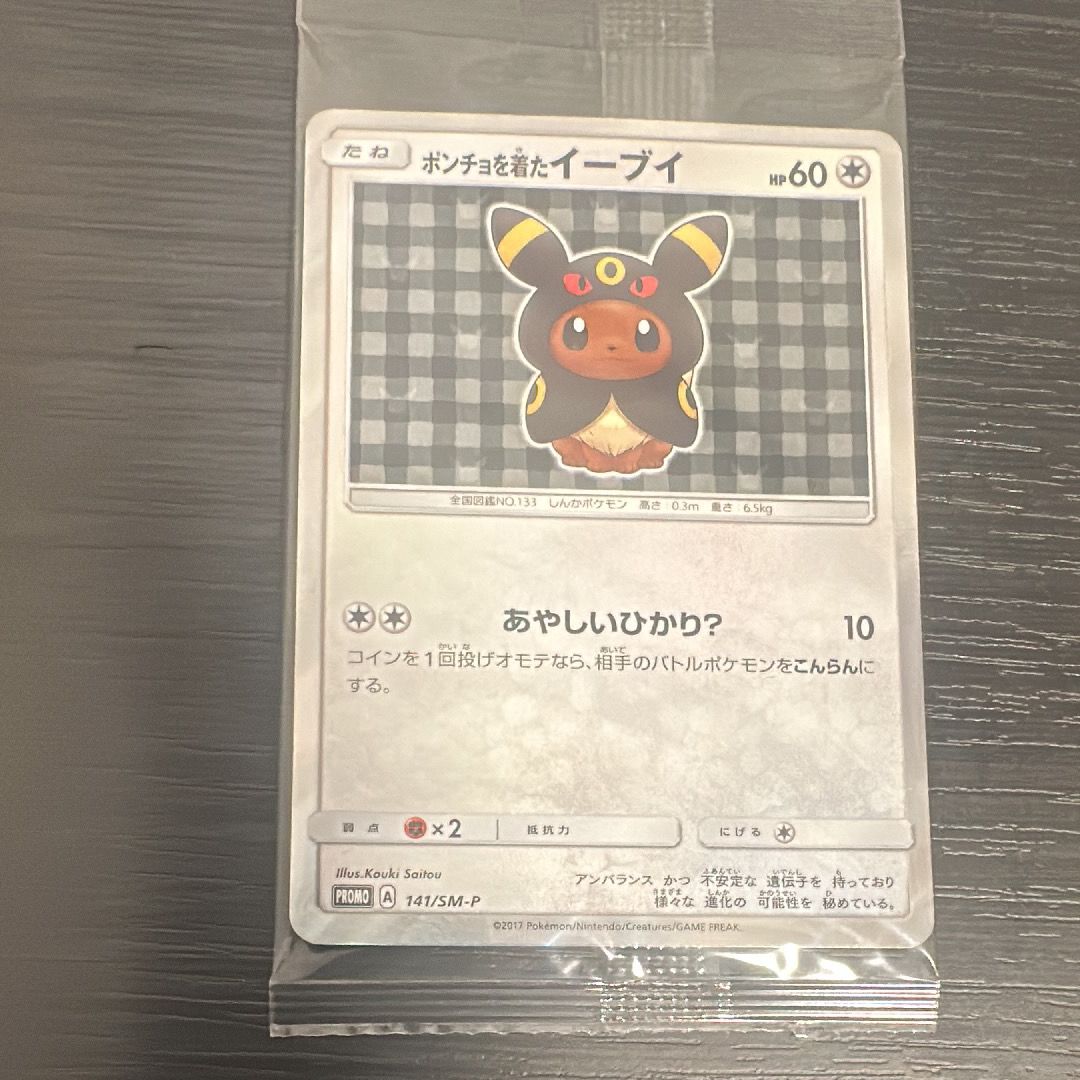 たね ポンチョを着たイーブイ HP60
全国図鑑NO.133 しんかポケモン 高さ:0.3m 重さ:6.5kg
あやしいひかり? 10
コインを1回投げオモテなら、相手のバトルポケモンをこんらんに
する。
弱点 ×2 抵抗力 にげる
Illus.Kouki Saitou
アンバランス かつ 不安定な 遺伝子を 持っており
様々な 進化の 可能性を 秘めている。
PROMO A 141/SM-P
©2017 Pokémon/Nintendo/Creatures/GAME FREAK.